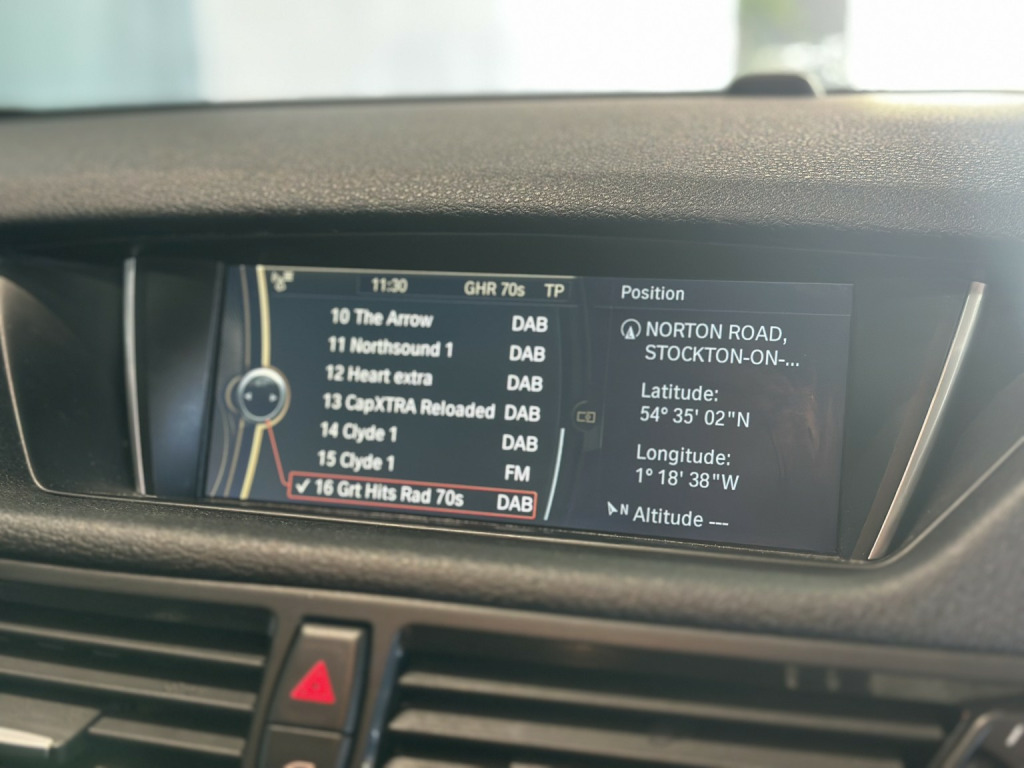 11:30 GHR 70s TP
10 The Arrow DAB
11 Northsound 1 DAB
12 Heart extra DAB
13 CapXTRA Reloaded DAB
14 Clyde 1 DAB
15 Clyde 1 FM
✓ 16 Grt Hits Rad 70s DAB
Position
NORTON ROAD,
STOCKTON-ON-...
Latitude:
54° 35' 02"N
Longitude:
1° 18' 38"W
N Altitude ---